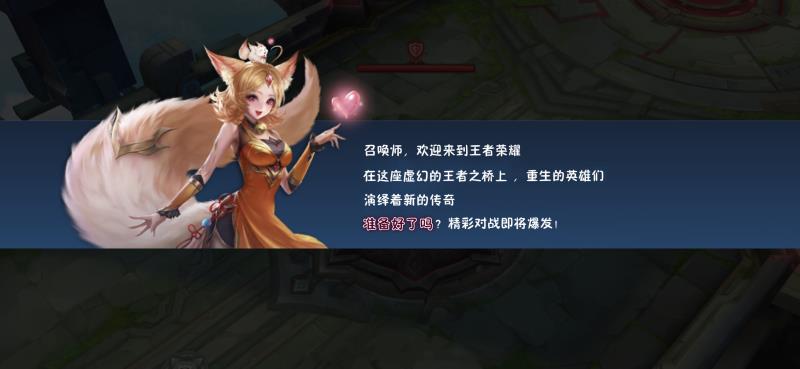 召唤师，欢迎来到王者荣耀
在这座虚幻的王者之桥上，重生的英雄们
演绎着新的传奇
准备好了吗？精彩对战即将爆发！